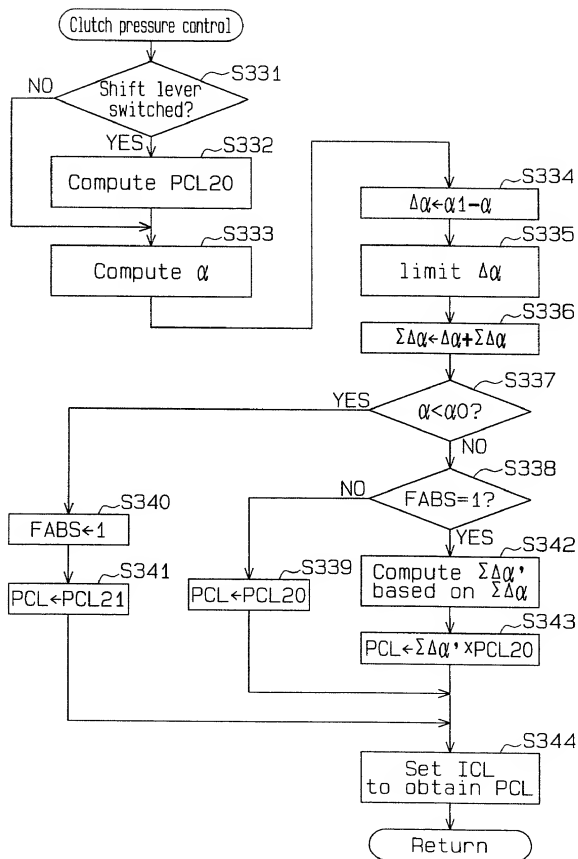 Clutch pressure control
S331
Shift lever
switched?
NO
YES
S332
Compute PCL20
S333
Compute α
S334
Δα←α1−α
S335
limit Δα
S336
ΣΔα←Δα+ΣΔα
S337
α<α0?
YES
NO
S338
FABS=1?
NO
YES
S340
FABS←1
S341
PCL←PCL21
S339
PCL←PCL20
S342
Compute ΣΔα'
based on ΣΔα
S343
PCL←ΣΔα'×PCL20
S344
Set ICL
to obtain PCL
Return